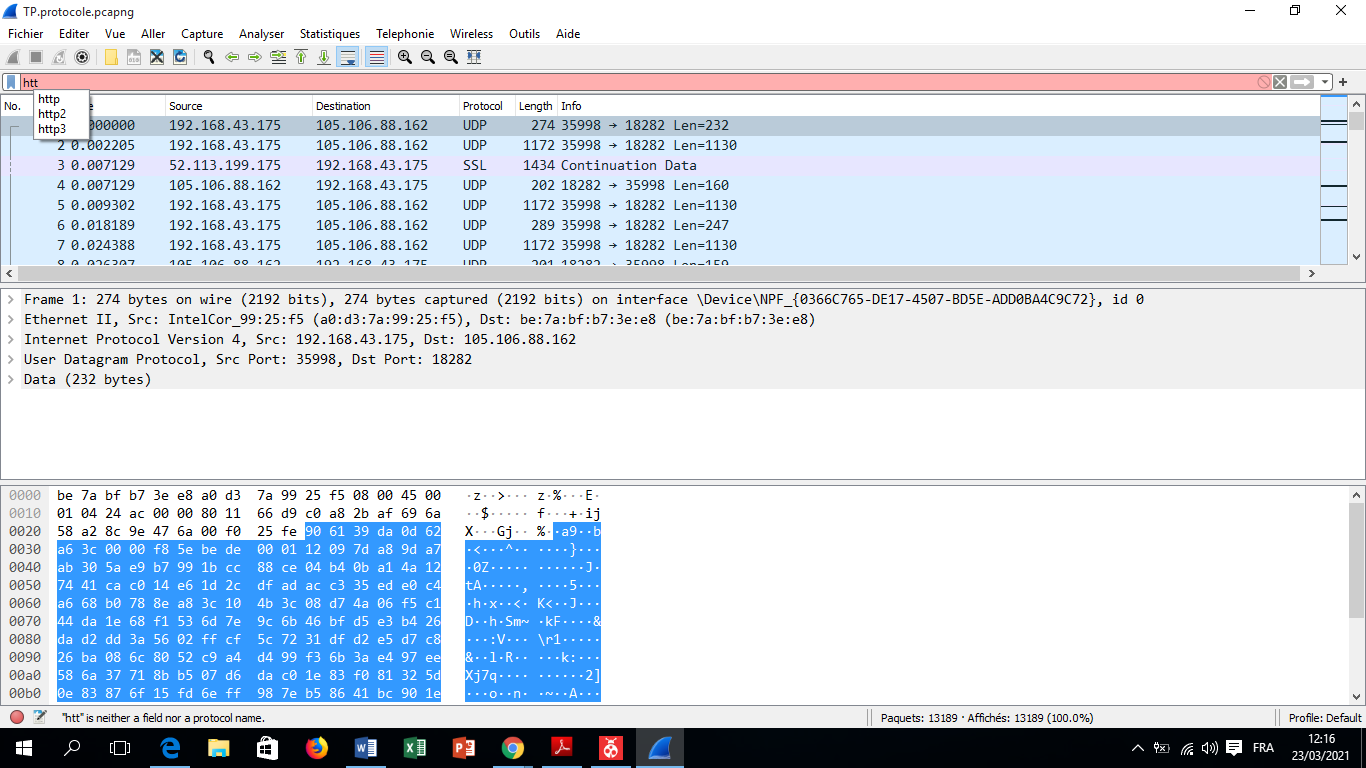 TP.protocole.pcapng
Fichier Editer Vue Aller Capture Analyser Statistiques Telephonie Wireless Outils Aide
htt
http
http2
http3
No. Source Destination Protocol Length Info
000000 192.168.43.175 105.106.88.162 UDP 274 35998 → 18282 Len=232
2 0.002205 192.168.43.175 105.106.88.162 UDP 1172 35998 → 18282 Len=1130
3 0.007129 52.113.199.175 192.168.43.175 SSL 1434 Continuation Data
4 0.007129 105.106.88.162 192.168.43.175 UDP 202 18282 → 35998 Len=160
5 0.009302 192.168.43.175 105.106.88.162 UDP 1172 35998 → 18282 Len=1130
6 0.018189 192.168.43.175 105.106.88.162 UDP 289 35998 → 18282 Len=247
7 0.024388 192.168.43.175 105.106.88.162 UDP 1172 35998 → 18282 Len=1130
8 0.026307 105.106.88.162 192.168.43.175 UDP 201 18282 → 35998 Len=159
Frame 1: 274 bytes on wire (2192 bits), 274 bytes captured (2192 bits) on interface \Device\NPF_{0366C765-DE17-4507-BD5E-ADD0BA4C9C72}, id 0
Ethernet II, Src: IntelCor_99:25:f5 (a0:d3:7a:99:25:f5), Dst: be:7a:bf:b7:3e:e8 (be:7a:bf:b7:3e:e8)
Internet Protocol Version 4, Src: 192.168.43.175, Dst: 105.106.88.162
User Datagram Protocol, Src Port: 35998, Dst Port: 18282
Data (232 bytes)
0000 be 7a bf b7 3e e8 a0 d3 7a 99 25 f5 08 00 45 00 ·z··>··· z·%···E·
0010 01 04 24 ac 00 00 80 11 66 d9 c0 a8 2b af 69 6a ··$····· f···+·ij
0020 58 a2 8c 9e 47 6a 00 f0 25 fe 90 61 39 da 0d 62 X···Gj·· %··a9··b
0030 a6 3c 00 00 f8 5e be de 00 01 12 09 7d a8 9d a7 ·<···^·· ····}···
0040 ab 30 5a e9 b7 99 1b cc 88 ce 04 b4 0b a1 4a 12 ·0Z····· ······J·
0050 74 41 ca c0 14 e6 1d 2c df ad ac c3 35 ed e0 c4 tA·····, ····5···
0060 a6 68 b0 78 8e a8 3c 10 4b 3c 08 d7 4a 06 f5 c1 ·h·x··<· K<··J···
0070 44 da 1e 68 f1 53 6d 7e 9c 6b 46 bf d5 e3 b4 26 D··h·Sm~ ·kF····&
0080 da d2 dd 3a 56 02 ff cf 5c 72 31 df d2 e5 d7 c8 ···:V··· \r1·····
0090 26 ba 08 6c 80 52 c9 a4 d4 99 f3 6b 3a e4 97 ee &··l·R·· ···k:···
00a0 58 6a 37 71 8b b5 07 d6 da c0 1e 83 f0 81 32 5d Xj7q···· ······2]
00b0 0e 83 87 6f 15 fd 6e ff 98 7e b5 86 41 bc 90 1e ···o··n· ·~··A···
"htt" is neither a field nor a protocol name. Paquets: 13189 · Affichés: 13189 (100.0%) Profile: Default
FRA
12:16
23/03/2021